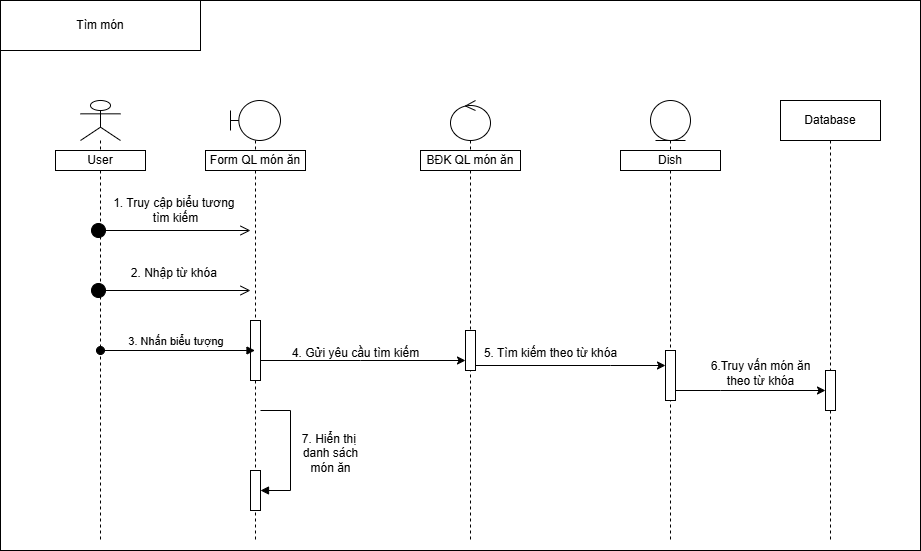 Tìm món
User
Form QL món ăn
BĐK QL món ăn
Dish
Database
1. Truy cập biểu tương
tìm kiếm
2. Nhập từ khóa
3. Nhấn biểu tượng
4. Gửi yêu cầu tìm kiếm
5. Tìm kiếm theo từ khóa
6.Truy vấn món ăn
theo từ khóa
7. Hiển thị
danh sách
món ăn